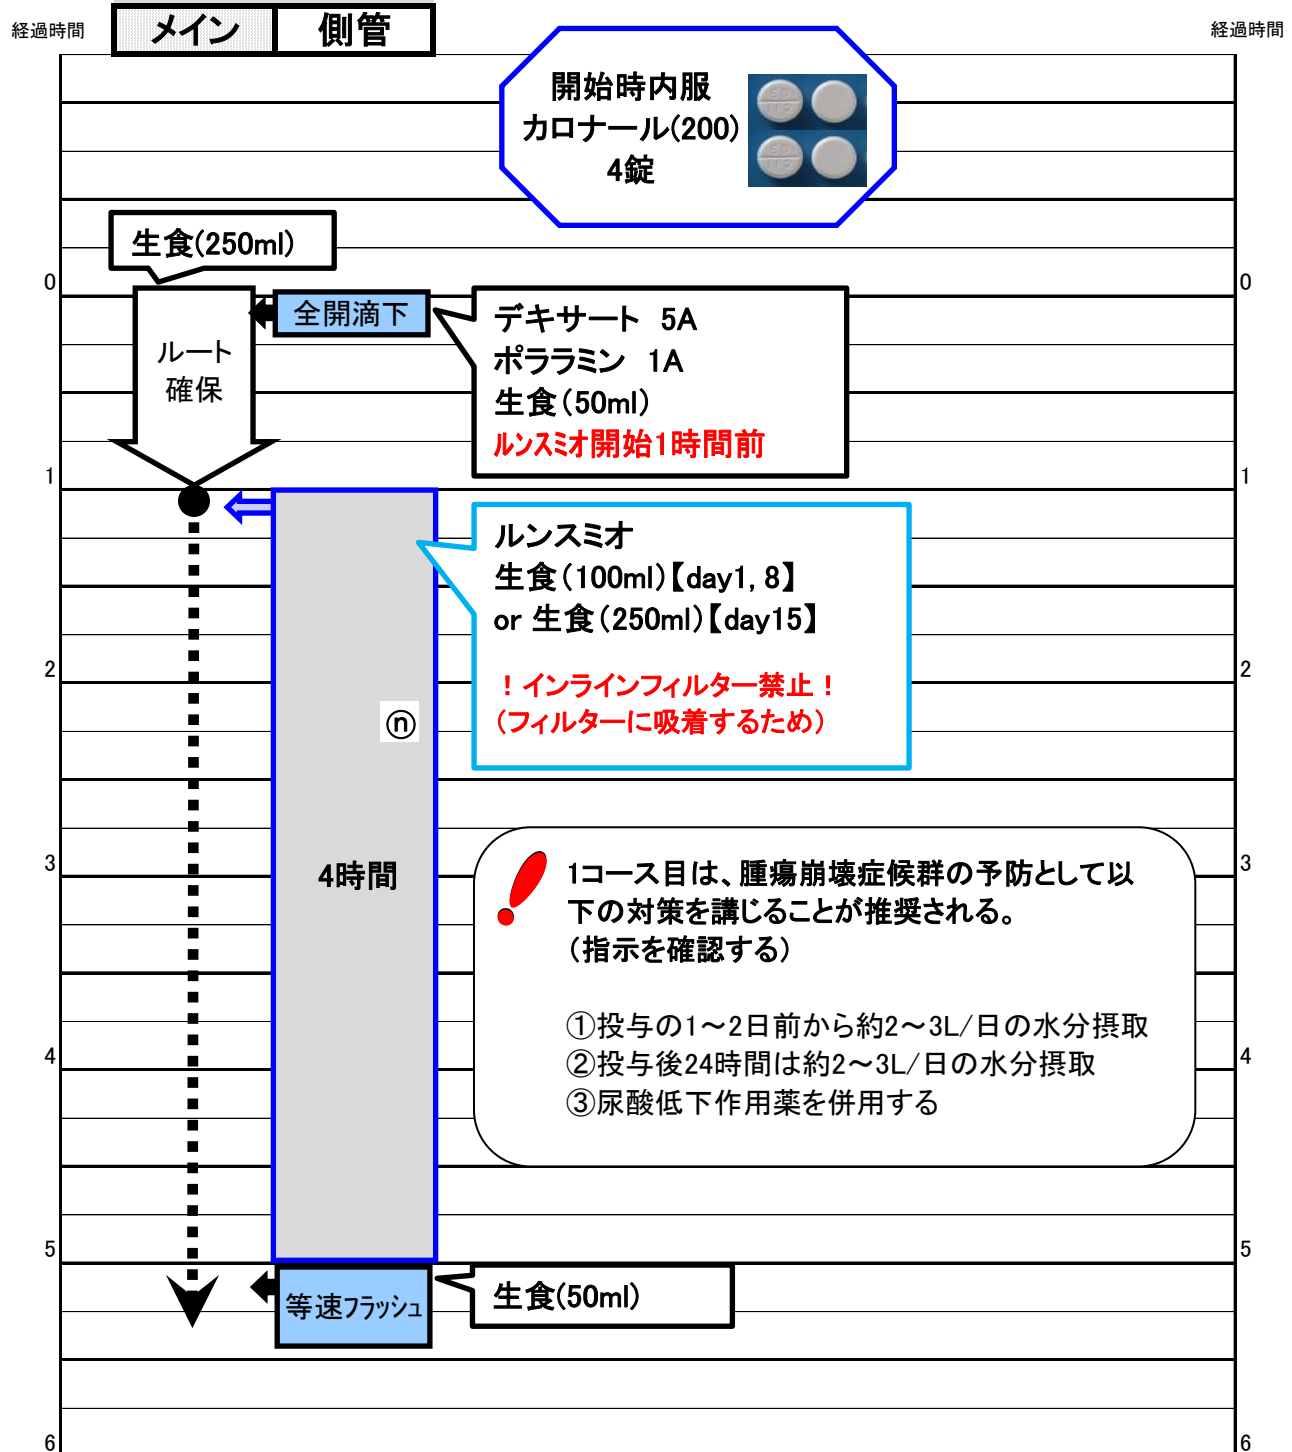 経過時間
メイン 側管
経過時間
開始時内服
カロナール(200)
4錠
生食(250ml)
0
0
全開滴下
ルート
確保
デキサート 5A
ポララミン 1A
生食(50ml)
ルンスミオ開始1時間前
1
1
ルンスミオ
生食(100ml)【day1, 8】
or 生食(250ml)【day15】
！インラインフィルター禁止！
(フィルターに吸着するため)
2
2
ⓝ
4時間
3
3
1コース目は、腫瘍崩壊症候群の予防として以
下の対策を講じることが推奨される。
(指示を確認する)
①投与の1～2日前から約2～3L/日の水分摂取
②投与後24時間は約2～3L/日の水分摂取
③尿酸低下作用薬を併用する
4
4
5
5
等速フラッシュ
生食(50ml)
6
6